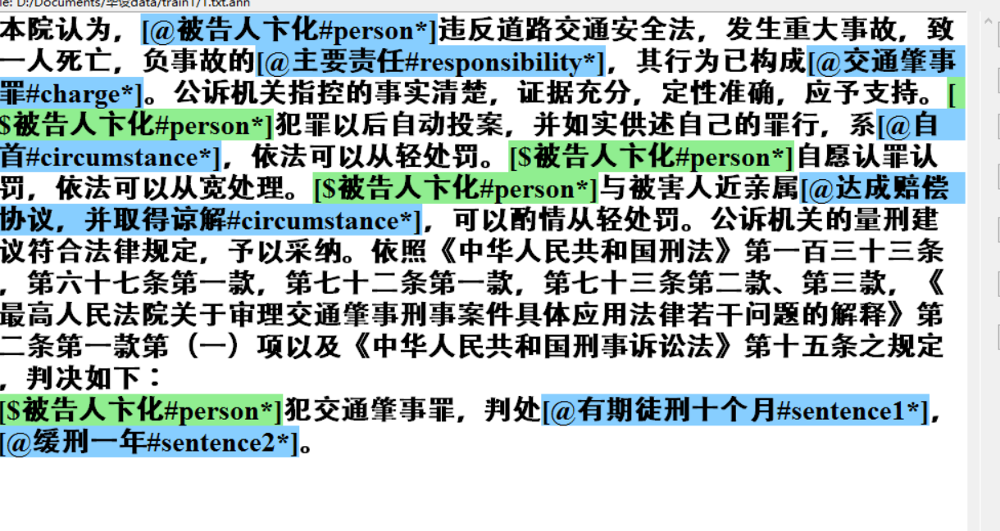 le: D:/Documents/毕设data/train1/1.txt.ann
本院认为，[@被告人卞化#person*]违反道路交通安全法，发生重大事故，致
一人死亡，负事故的[@主要责任#responsibility*]，其行为已构成[@交通肇事
罪#charge*]。公诉机关指控的事实清楚，证据充分，定性准确，应予支持。[
$被告人卞化#person*]犯罪以后自动投案，并如实供述自己的罪行，系[@自
首#circumstance*]，依法可以从轻处罚。[$被告人卞化#person*]自愿认罪认
罚，依法可以从宽处理。[$被告人卞化#person*]与被害人近亲属[@达成赔偿
协议，并取得谅解#circumstance*]，可以酌情从轻处罚。公诉机关的量刑建
议符合法律规定，予以采纳。依照《中华人民共和国刑法》第一百三十三条
，第六十七条第一款，第七十二条第一款，第七十三条第二款、第三款，《
最高人民法院关于审理交通肇事刑事案件具体应用法律若干问题的解释》第
二条第一款第（一）项以及《中华人民共和国刑事诉讼法》第十五条之规定
，判决如下：
[$被告人卞化#person*]犯交通肇事罪，判处[@有期徒刑十个月#sentence1*]，
[@缓刑一年#sentence2*]。